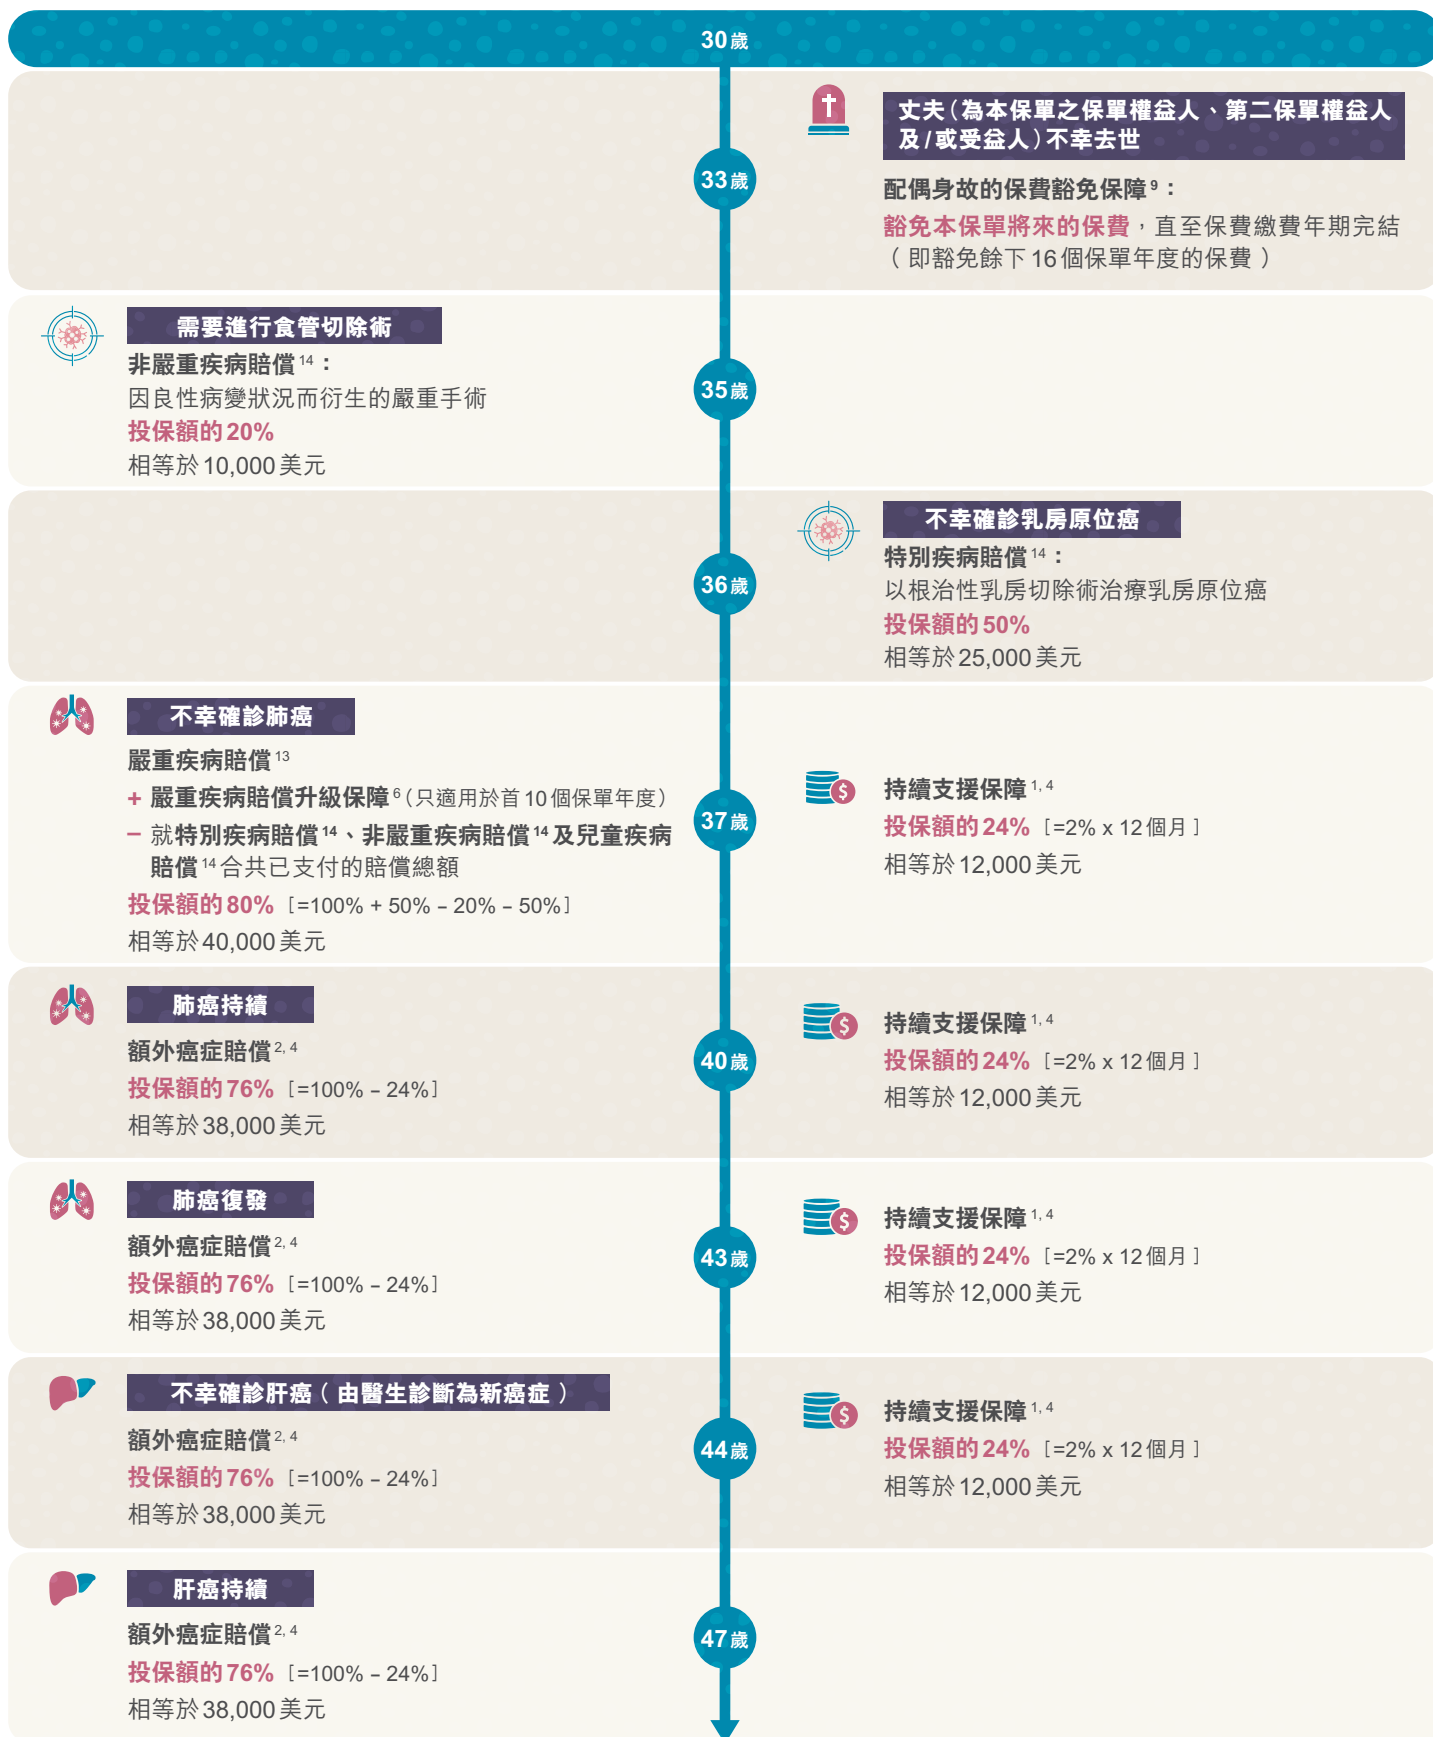 30歲
33歲
丈夫（為本保單之保單權益人、第二保單權益人
及/或受益人）不幸去世
配偶身故的保費豁免保障9：
豁免本保單將來的保費，直至保費繳費年期完結
（即豁免餘下16個保單年度的保費）
需要進行食管切除術
非嚴重疾病賠償14：
因良性病變狀況而衍生的嚴重手術
投保額的20%
相等於10,000美元
35歲
36歲
不幸確診乳房原位癌
特別疾病賠償14：
以根治性乳房切除術治療乳房原位癌
投保額的50%
相等於25,000美元
不幸確診肺癌
嚴重疾病賠償13
+ 嚴重疾病賠償升級保障6（只適用於首10個保單年度）
– 就特別疾病賠償14、非嚴重疾病賠償14及兒童疾病
賠償14合共已支付的賠償總額
投保額的80% [=100% + 50% – 20% – 50%]
相等於40,000美元
37歲
持續支援保障1, 4
投保額的24% [=2% x 12個月]
相等於12,000美元
肺癌持續
額外癌症賠償2, 4
投保額的76% [=100% – 24%]
相等於38,000美元
40歲
持續支援保障1, 4
投保額的24% [=2% x 12個月]
相等於12,000美元
肺癌復發
額外癌症賠償2, 4
投保額的76% [=100% – 24%]
相等於38,000美元
43歲
持續支援保障1, 4
投保額的24% [=2% x 12個月]
相等於12,000美元
不幸確診肝癌（由醫生診斷為新癌症）
額外癌症賠償2, 4
投保額的76% [=100% – 24%]
相等於38,000美元
44歲
持續支援保障1, 4
投保額的24% [=2% x 12個月]
相等於12,000美元
肝癌持續
額外癌症賠償2, 4
投保額的76% [=100% – 24%]
相等於38,000美元
47歲